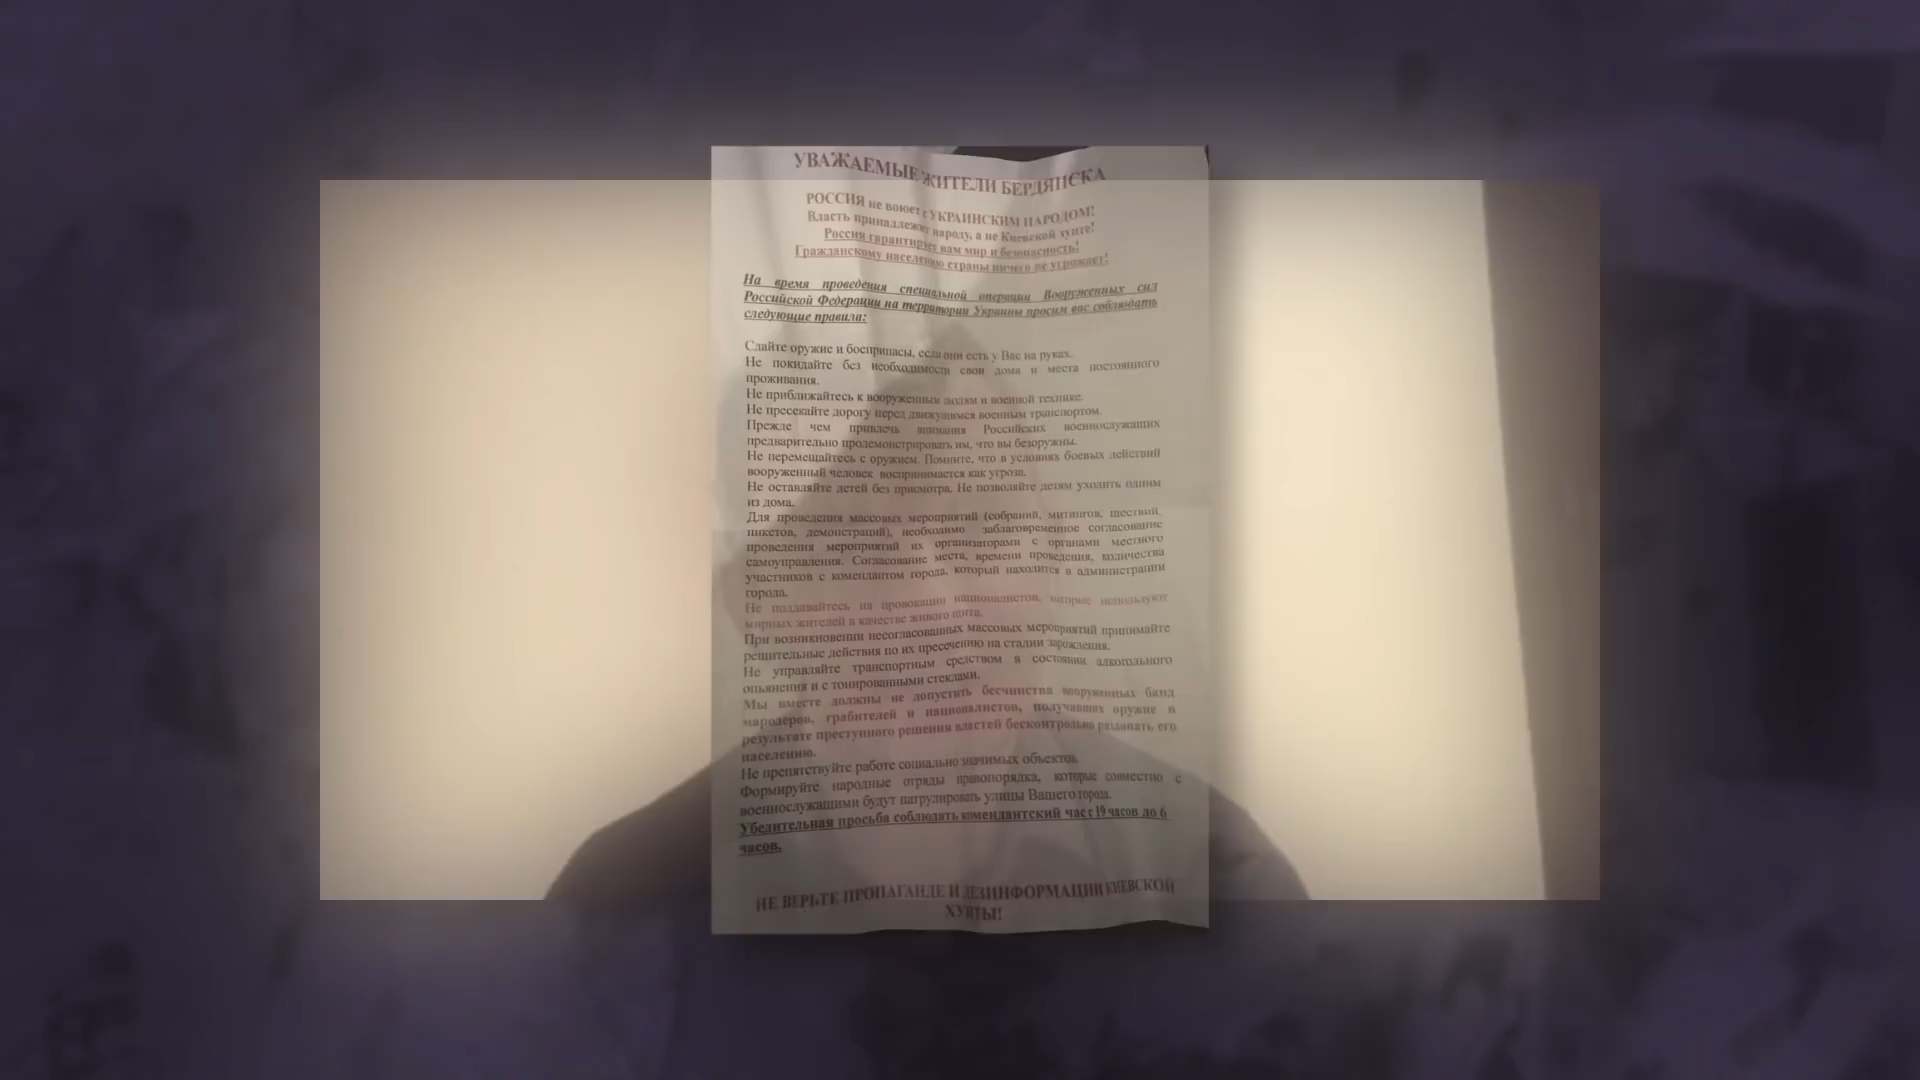 УВАЖАЕМЫЕ ЖИТЕЛИ БЕРДЯНСКА
РОССИЯ не воюет с УКРАИНСКИМ НАРОДОМ!
Власть принадлежит народу, а не Киевской хунте!
Россия гарантирует вам мир и безопасность!
Гражданскому населению страны ничего не угрожает!
На время проведения специальной операции Вооруженных сил
Российской Федерации на территории Украины просим вас соблюдать
следующие правила:
Сдайте оружие и боеприпасы, если они есть у Вас на руках.
Не покидайте без необходимости свои дома и места постоянного
проживания.
Не приближайтесь к вооруженным людям и военной технике.
Не пресекайте дорогу перед движущимся военным транспортом.
Прежде чем привлечь внимания Российских военнослужащих
предварительно продемонстрировать им, что вы безоружны.
Не перемещайтесь с оружием. Помните, что в условиях боевых действий
вооруженный человек воспринимается как угроза.
Не оставляйте детей без присмотра. Не позволяйте детям уходить одним
из дома.
Для проведения массовых мероприятий (собраний, митингов, шествий,
пикетов, демонстраций), необходимо заблаговременное согласование
проведения мероприятий их организаторами с органами местного
самоуправления. Согласование места, времени проведения, количества
участников с комендантом города, который находится в администрации
города.
Не поддавайтесь на провокации националистов, которые используют
мирных жителей в качестве живого щита.
При возникновении несогласованных массовых мероприятий принимайте
решительные действия по их пресечению на стадии зарождения.
Не управляйте транспортным средством в состоянии алкогольного
опьянения и с тонированными стеклами.
Мы вместе должны не допустить бесчинства вооруженных банд
мародеров, грабителей и националистов, получивших оружие в
результате преступного решения властей бесконтрольно раздавать его
населению.
Не препятствуйте работе социально значимых объектов.
Формируйте народные отряды правопорядка, которые совместно с
военнослужащими будут патрулировать улицы Вашего города.
Убедительная просьба соблюдать комендантский час с 19 часов до 6
часов.
НЕ ВЕРЬТЕ ПРОПАГАНДЕ И ДЕЗИНФОРМАЦИИ КИЕВСКОЙ
ХУНТЫ!